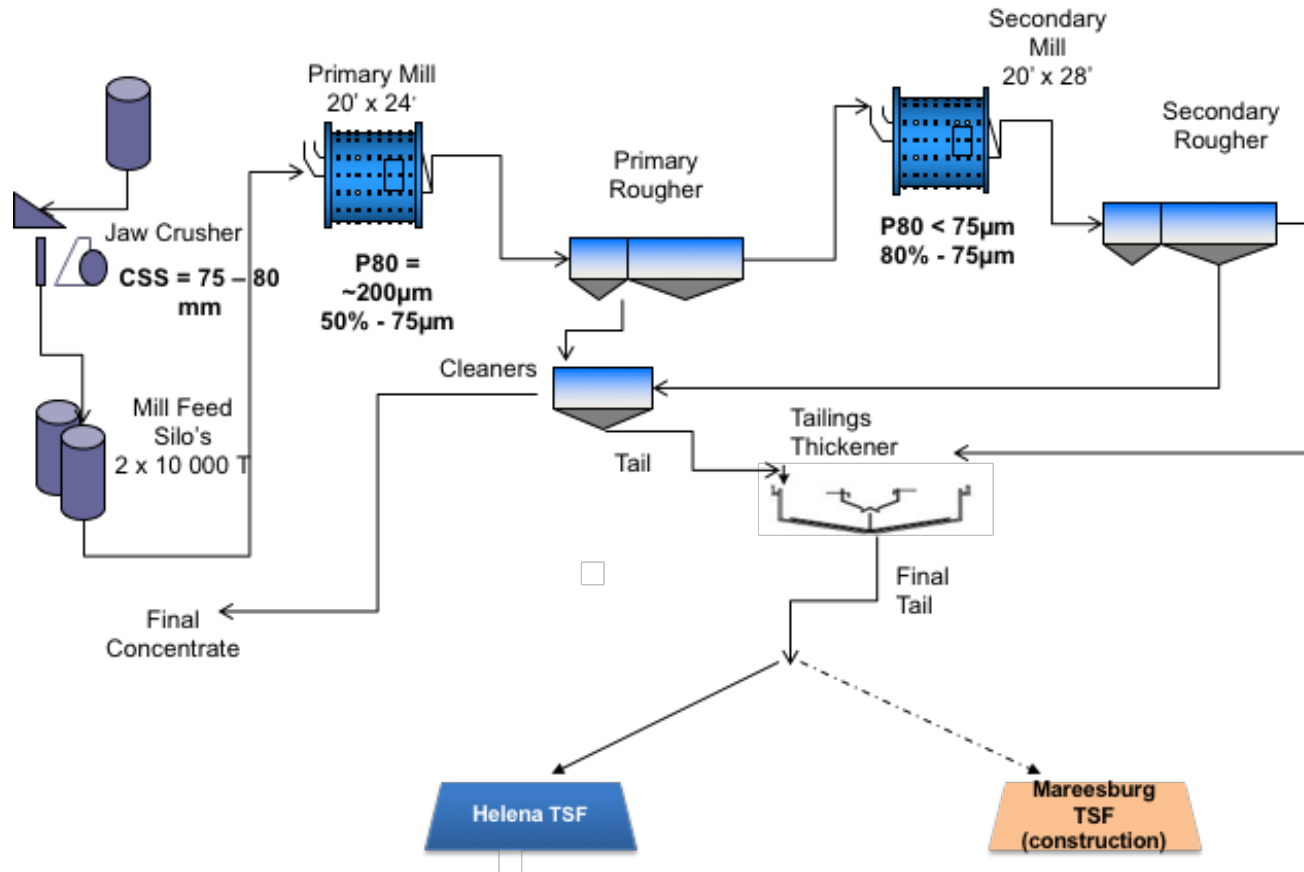 Primary Mill
20' x 24'
Secondary
Mill
20' x 28'
Secondary
Rougher
Primary
Rougher
Jaw Crusher
CSS = 75 – 80
mm
P80 =
~200µm
50% - 75µm
P80 < 75µm
80% - 75µm
Cleaners
Mill Feed
Silo's
2 x 10 000 T
Tail
Tailings
Thickener
Final
Tail
Final
Concentrate
Helena TSF
Mareesburg
TSF
(construction)